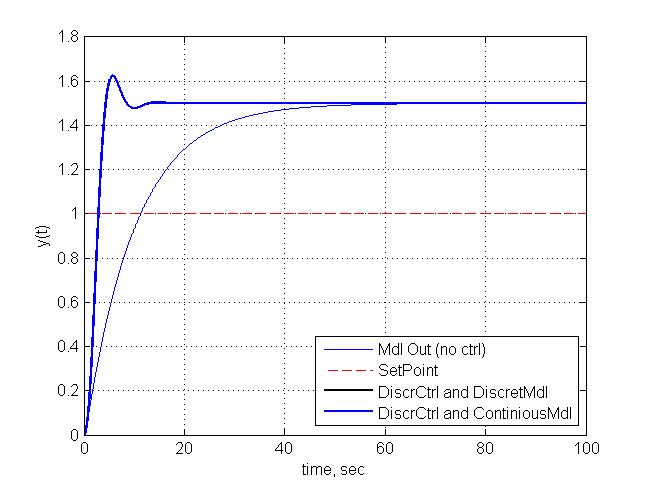 1.8
1.6
1.4
1.2
1
0.8
0.6
0.4
0.2
0
y(t)
Mdl Out (no ctrl)
SetPoint
DiscrCtrl and DiscretMdl
DiscrCtrl and ContiniousMdl
0 20 40 60 80 100
time, sec